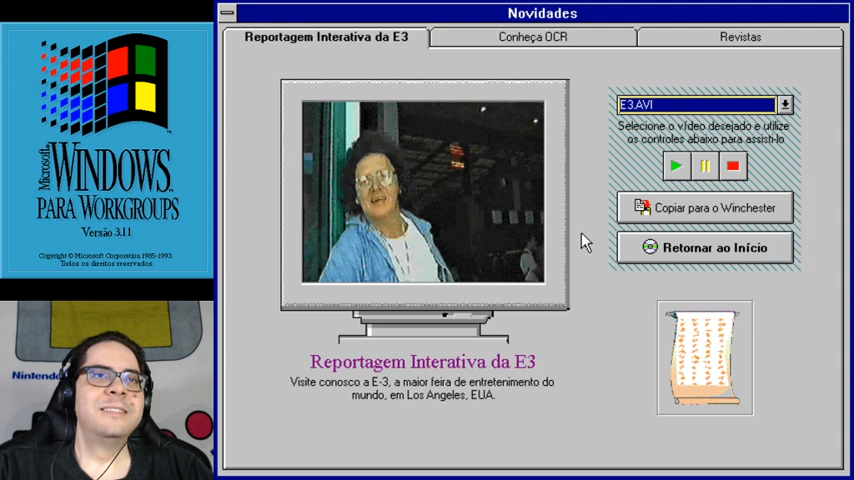 Microsoft®
WINDOWS™
PARA WORKGROUPS
Versão 3.11
Copyright © Microsoft Corporation 1985-1993.
Todos os direitos reservados.
Nintendo
Novidades
Reportagem Interativa da E3
Conheça OCR
Revistas
E3.AVI
Selecione o vídeo desejado e utilize
os controles abaixo para assisti-lo
Copiar para o Winchester
Retornar ao Início
Reportagem Interativa da E3
Visite conosco a E-3, a maior feira de entretenimento do
mundo, em Los Angeles, EUA.